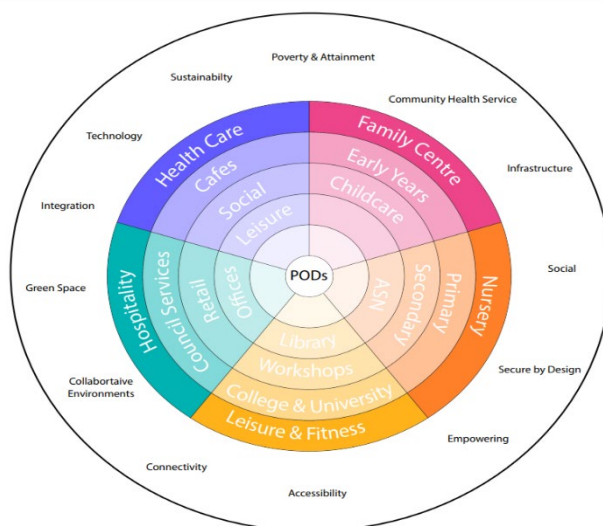 Poverty & Attainment
Sustainabilty
Community Health Service
Technology
Infrastructure
Integration
Social
Green Space
Secure by Design
Collabortaive
Environments
Empowering
Connectivity
Accessibility
Health Care
Cafes
Social
Leisure
Family Centre
Early Years
Childcare
Nursery
Primary
Secondary
ASN
Library
Workshops
College & University
Leisure & Fitness
Hospitality
Council Services
Retail
Offices
PODs